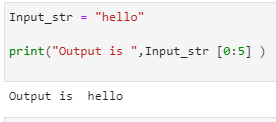 Input_str = "hello"
print("Output is ",Input_str [0:5] )
Output is  hello